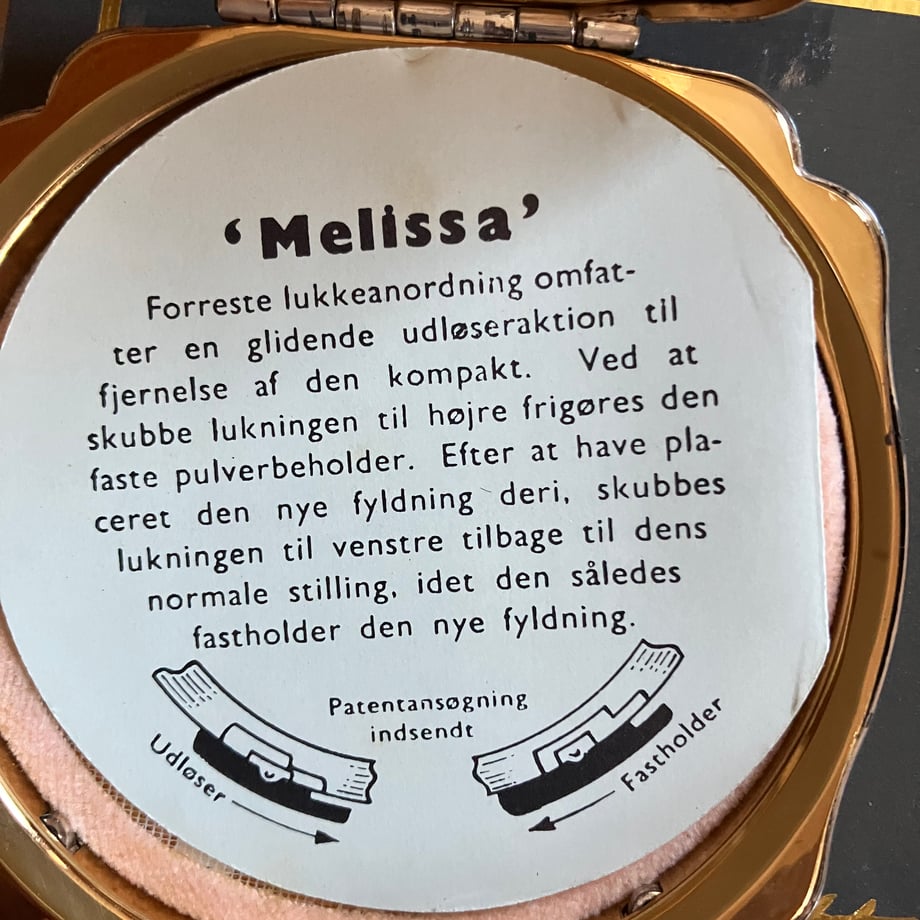 ‘Melissa’
Forreste lukkeanordning omfat-
ter en glidende udløseraktion til
fjernelse af den kompakt. Ved at
skubbe lukningen til højre frigøres den
faste pulverbeholder. Efter at have pla-
ceret den nye fyldning deri, skubbes
lukningen til venstre tilbage til dens
normale stilling, idet den således
fastholder den nye fyldning.
Patentansøgning
indsendt
Udløser
Fastholder